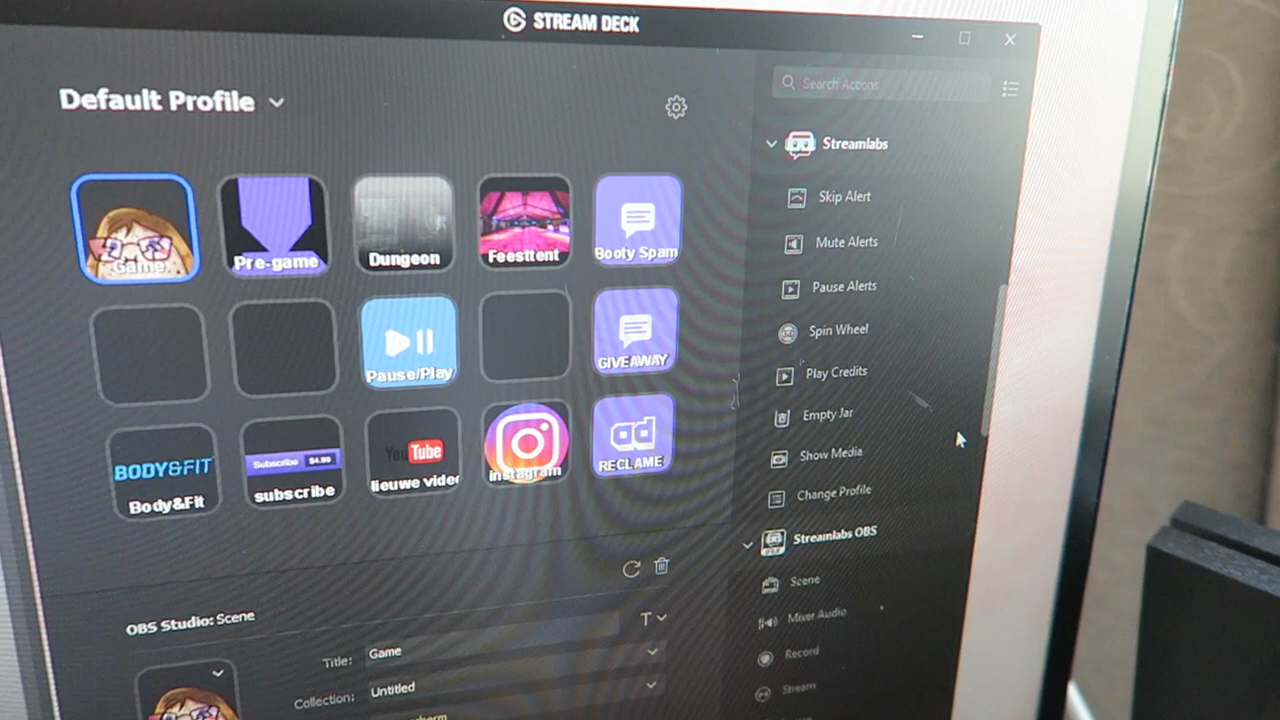 STREAM DECK
Default Profile
Search Actions
Game
Pre-game
Dungeon
Feesttent
Booty Spam
Pause/Play
GIVEAWAY
BODY&FIT
Body&Fit
Subscribe $4.99
subscribe
YouTube
lieuwe video
instagram
ad
RECLAME
Streamlabs
Skip Alert
Mute Alerts
Pause Alerts
Spin Wheel
Play Credits
Empty Jar
Show Media
Change Profile
Streamlabs OBS
Scene
Mixer Audio
Record
Stream
OBS Studio: Scene
T
Title: Game
Collection: Untitled